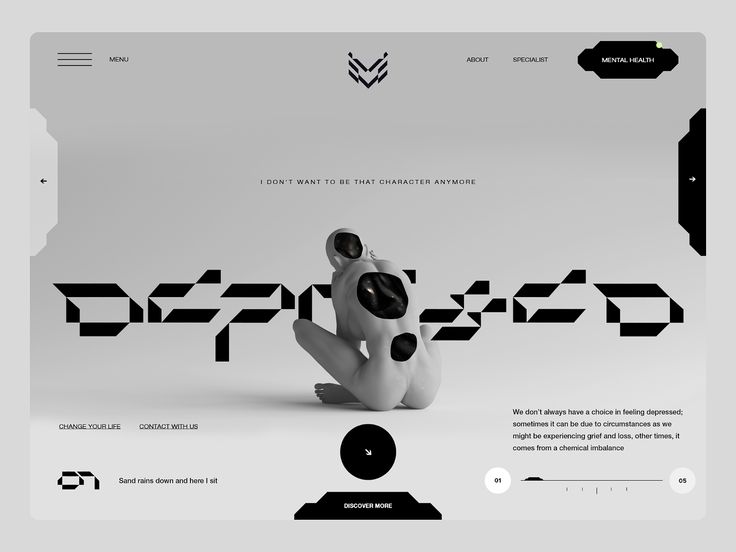 MENU
ABOUT
SPECIALIST
MENTAL HEALTH
I DON'T WANT TO BE THAT CHARACTER ANYMORE
DEPRESSED
CHANGE YOUR LIFE
CONTACT WITH US
We don't always have a choice in feeling depressed;
sometimes it can be due to circumstances as we
might be experiencing grief and loss, other times, it
comes from a chemical imbalance
01
Sand rains down and here I sit
01
05
DISCOVER MORE